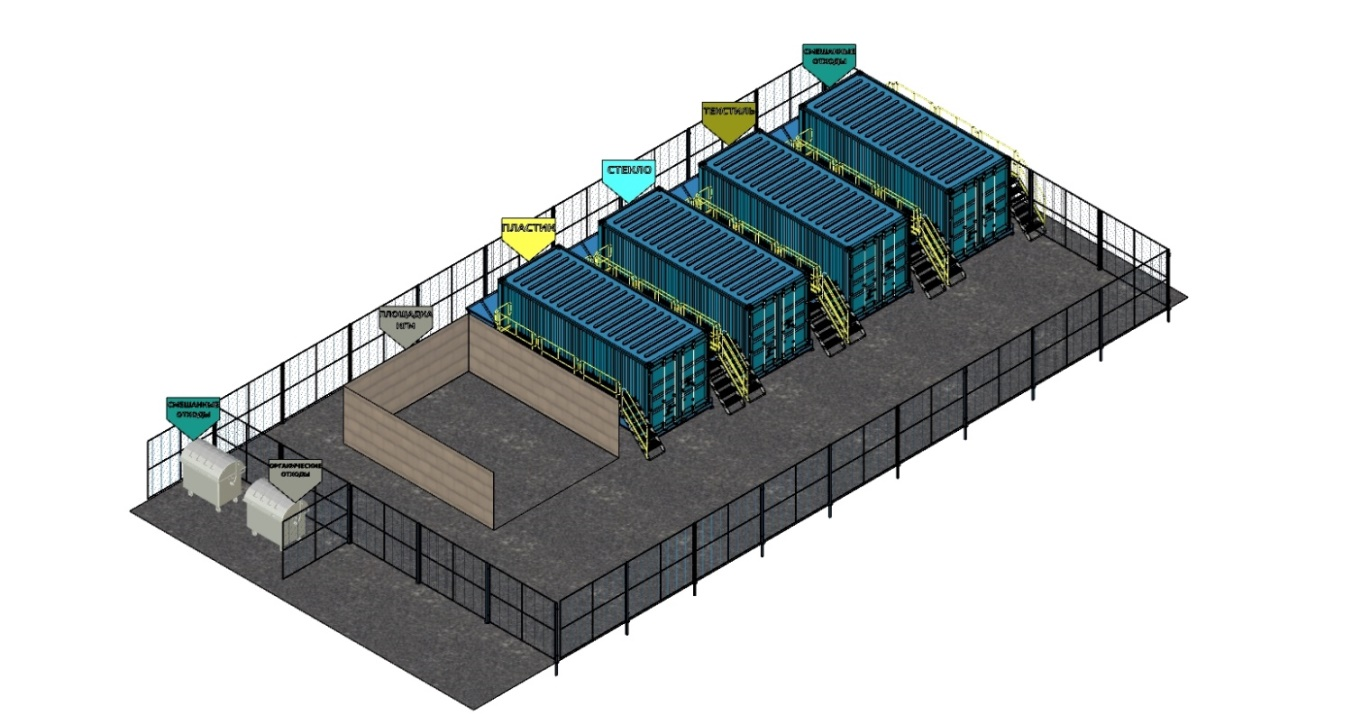 СМЕШАННЫЕ
ОТХОДЫ
ТЕКСТИЛЬ
СТЕКЛО
ПЛАСТИК
ПЛОЩАДКА
КГМ
СМЕШАННЫЕ
ОТХОДЫ
ОРГАНИЧЕСКИЕ
ОТХОДЫ